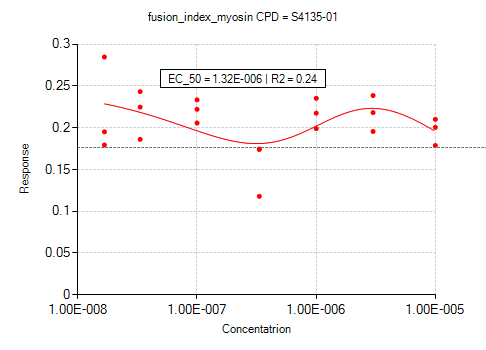 fusion_index_myosin CPD = S4135-01
0.3
EC_50 = 1.32E-006 | R2 = 0.24
0.25
0.2
0.15
0.1
0.05
0
Response
1.00E-008 1.00E-007 1.00E-006 1.00E-005
Concentatrion